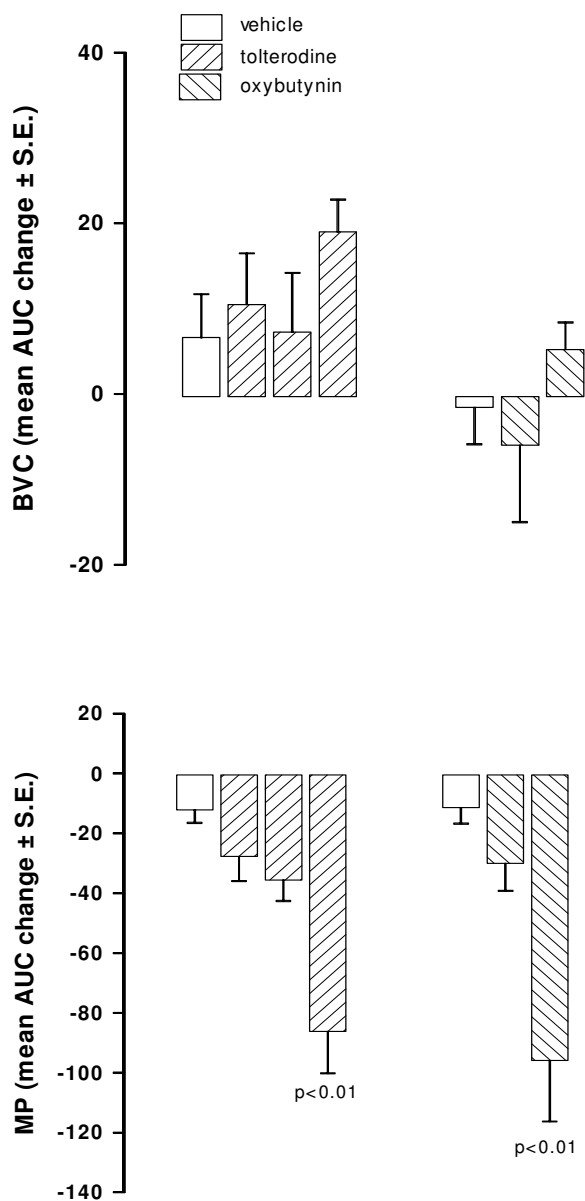 vehicle
tolterodine
oxybutynin
BVC (mean AUC change ± S.E.)
40
20
0
-20
MP (mean AUC change ± S.E.)
20
0
-20
-40
-60
-80
-100
-120
-140
p<0.01
p<0.01